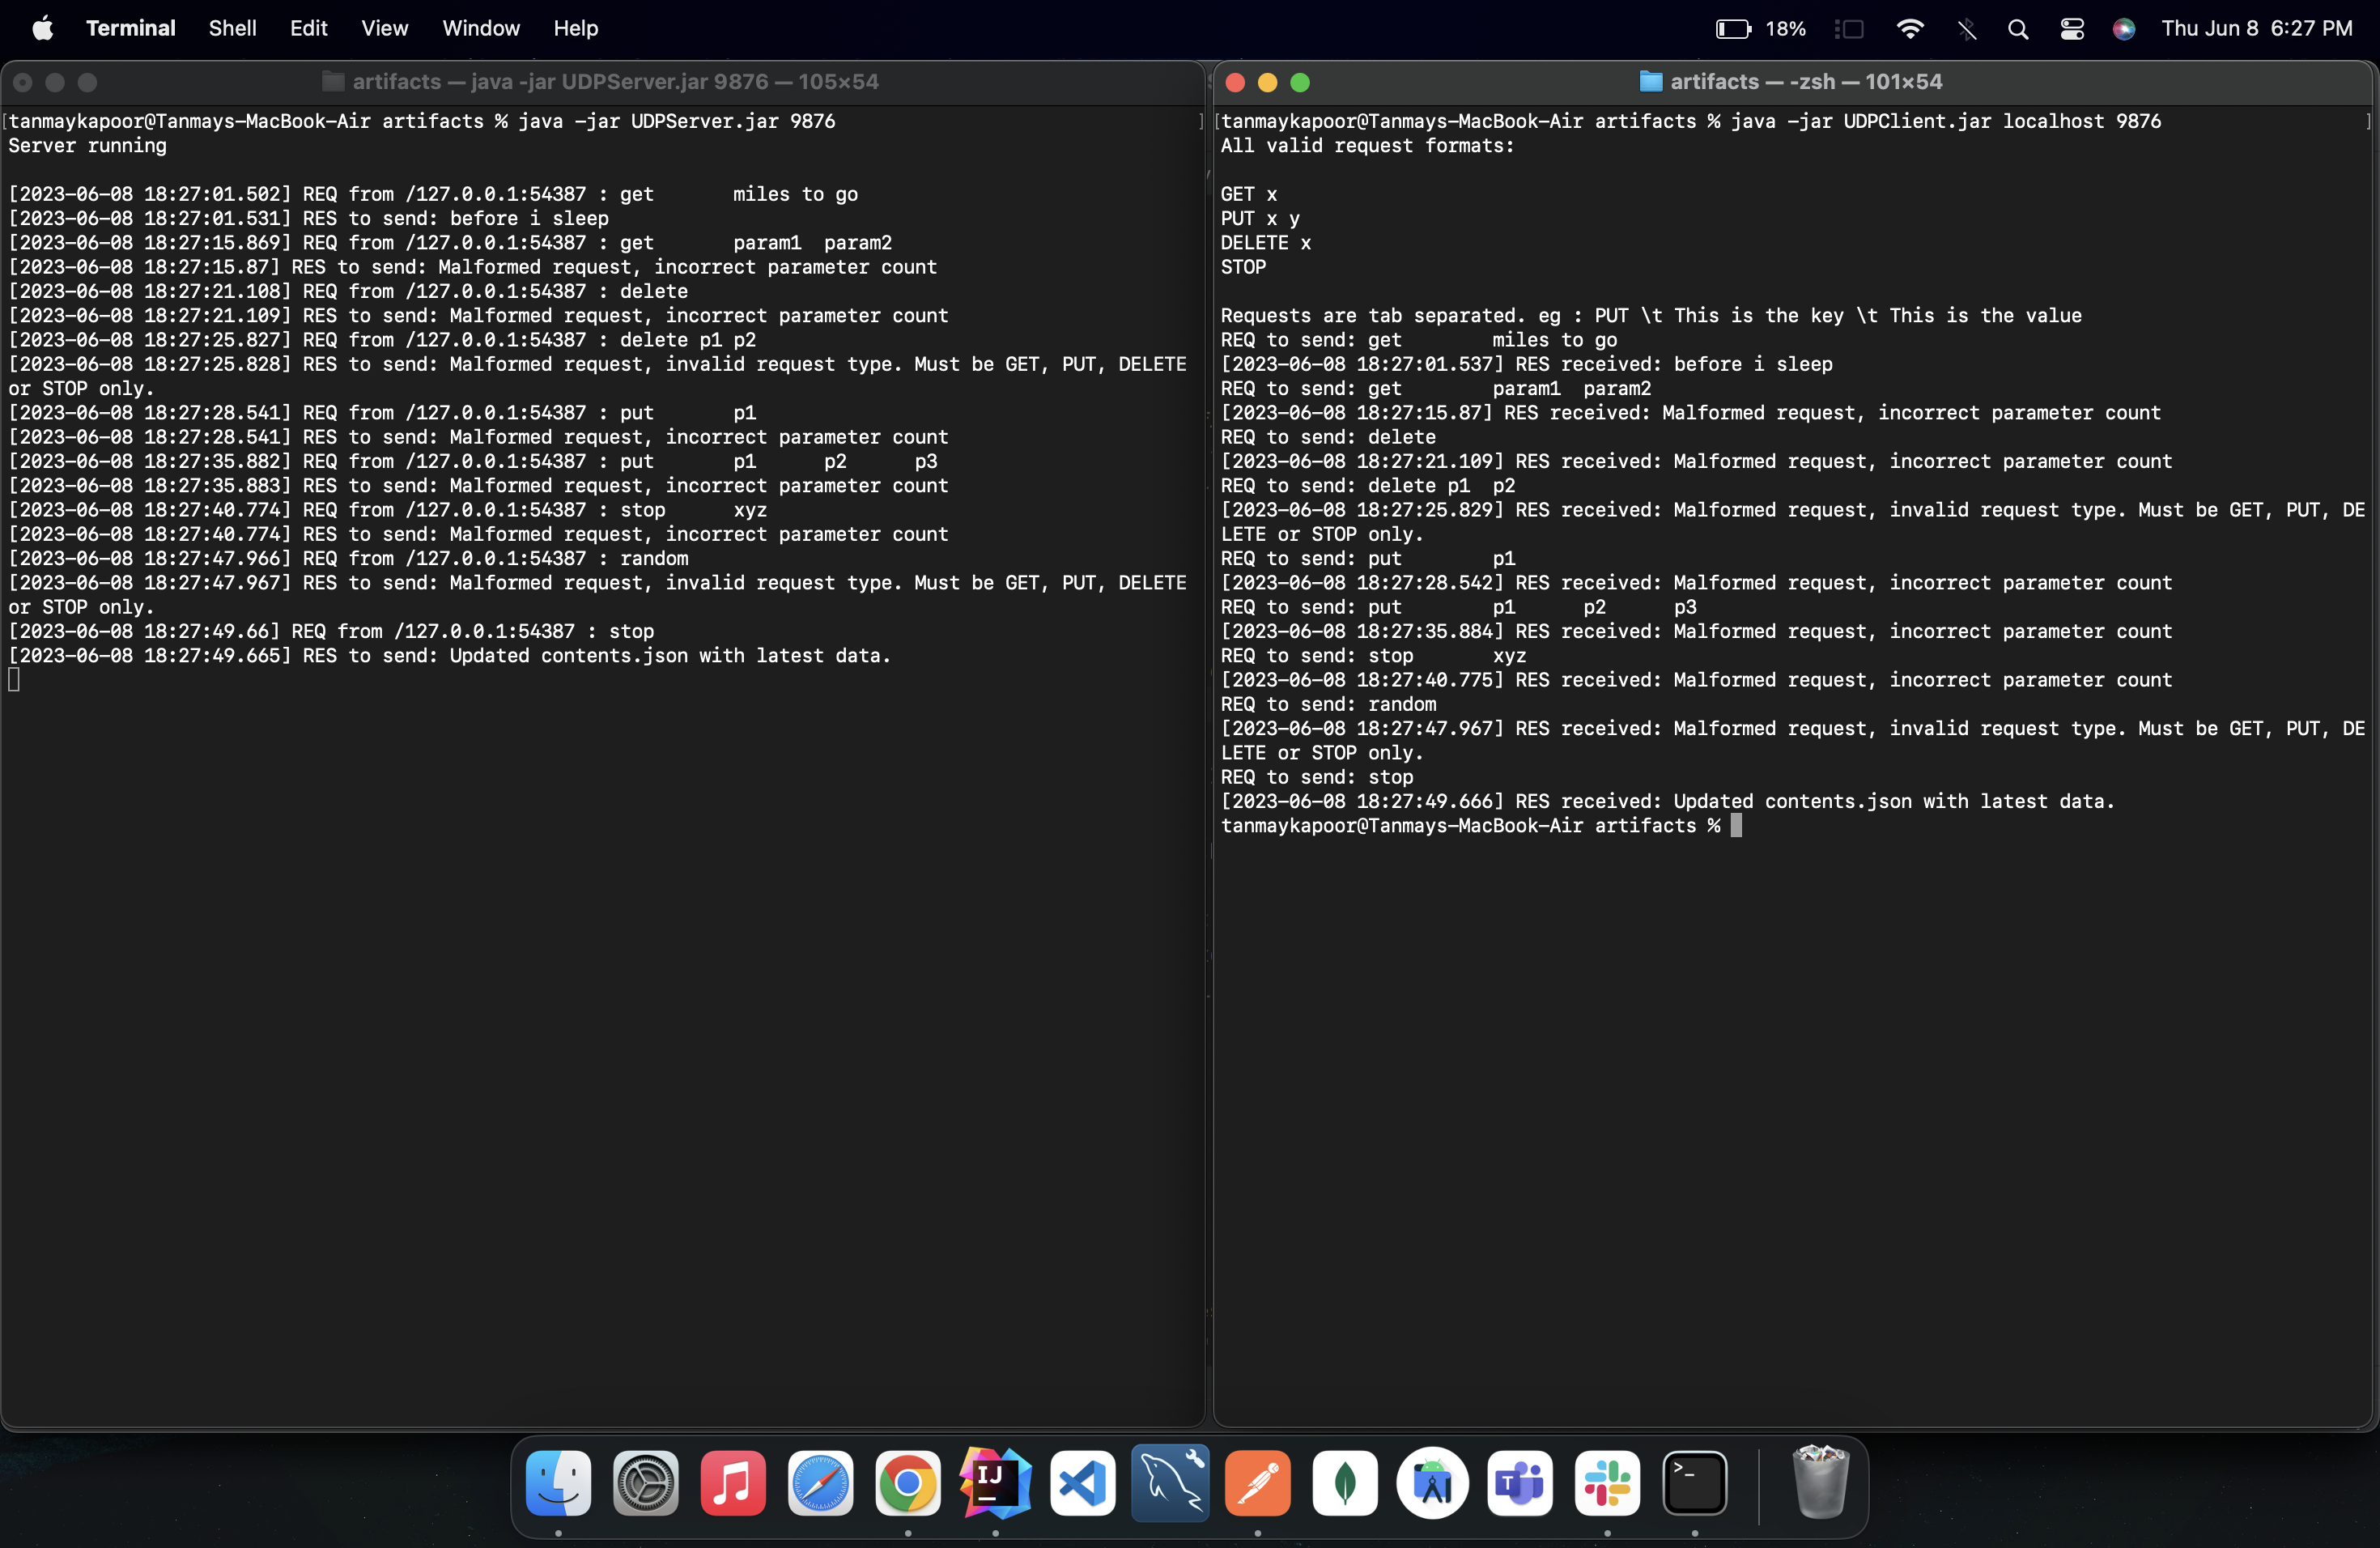 Terminal Shell Edit View Window Help 18% Thu Jun 8 6:27 PM
artifacts — java -jar UDPServer.jar 9876 — 105×54
[tanmaykapoor@Tanmays-MacBook-Air artifacts % java -jar UDPServer.jar 9876 ]
Server running
[2023-06-08 18:27:01.502] REQ from /127.0.0.1:54387 : get miles to go
[2023-06-08 18:27:01.531] RES to send: before i sleep
[2023-06-08 18:27:15.869] REQ from /127.0.0.1:54387 : get param1 param2
[2023-06-08 18:27:15.87] RES to send: Malformed request, incorrect parameter count
[2023-06-08 18:27:21.108] REQ from /127.0.0.1:54387 : delete
[2023-06-08 18:27:21.109] RES to send: Malformed request, incorrect parameter count
[2023-06-08 18:27:25.827] REQ from /127.0.0.1:54387 : delete p1 p2
[2023-06-08 18:27:25.828] RES to send: Malformed request, invalid request type. Must be GET, PUT, DELETE
or STOP only.
[2023-06-08 18:27:28.541] REQ from /127.0.0.1:54387 : put p1
[2023-06-08 18:27:28.541] RES to send: Malformed request, incorrect parameter count
[2023-06-08 18:27:35.882] REQ from /127.0.0.1:54387 : put p1 p2 p3
[2023-06-08 18:27:35.883] RES to send: Malformed request, incorrect parameter count
[2023-06-08 18:27:40.774] REQ from /127.0.0.1:54387 : stop xyz
[2023-06-08 18:27:40.774] RES to send: Malformed request, incorrect parameter count
[2023-06-08 18:27:47.966] REQ from /127.0.0.1:54387 : random
[2023-06-08 18:27:47.967] RES to send: Malformed request, invalid request type. Must be GET, PUT, DELETE
or STOP only.
[2023-06-08 18:27:49.66] REQ from /127.0.0.1:54387 : stop
[2023-06-08 18:27:49.665] RES to send: Updated contents.json with latest data.
artifacts — -zsh — 101×54
[tanmaykapoor@Tanmays-MacBook-Air artifacts % java -jar UDPClient.jar localhost 9876 ]
All valid request formats:
GET x
PUT x y
DELETE x
STOP
Requests are tab separated. eg : PUT \t This is the key \t This is the value
REQ to send: get miles to go
[2023-06-08 18:27:01.537] RES received: before i sleep
REQ to send: get param1 param2
[2023-06-08 18:27:15.87] RES received: Malformed request, incorrect parameter count
REQ to send: delete
[2023-06-08 18:27:21.109] RES received: Malformed request, incorrect parameter count
REQ to send: delete p1 p2
[2023-06-08 18:27:25.829] RES received: Malformed request, invalid request type. Must be GET, PUT, DE
LETE or STOP only.
REQ to send: put p1
[2023-06-08 18:27:28.542] RES received: Malformed request, incorrect parameter count
REQ to send: put p1 p2 p3
[2023-06-08 18:27:35.884] RES received: Malformed request, incorrect parameter count
REQ to send: stop xyz
[2023-06-08 18:27:40.775] RES received: Malformed request, incorrect parameter count
REQ to send: random
[2023-06-08 18:27:47.967] RES received: Malformed request, invalid request type. Must be GET, PUT, DE
LETE or STOP only.
REQ to send: stop
[2023-06-08 18:27:49.666] RES received: Updated contents.json with latest data.
tanmaykapoor@Tanmays-MacBook-Air artifacts %
IJ
T
>_